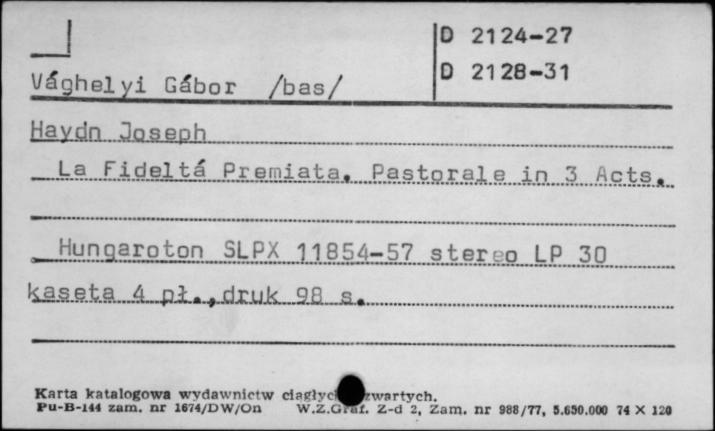 D 2124-27
D 2128-31
Vághelyi Gábor /bas/
Haydn Joseph
La Fideltá Premiata. Pastorale in 3 Acts.
Hungaroton SLPX 11854-57 stereo LP 30
kaseta 4 pł., druk 98 s.
Karta katalogowa wydawnictw zwartych.
Pu-B-144 zam. nr 1674/DW/On W.Z.Graf. Z-d 2, Zam. nr 988/77, 5.650.000 74 X 120